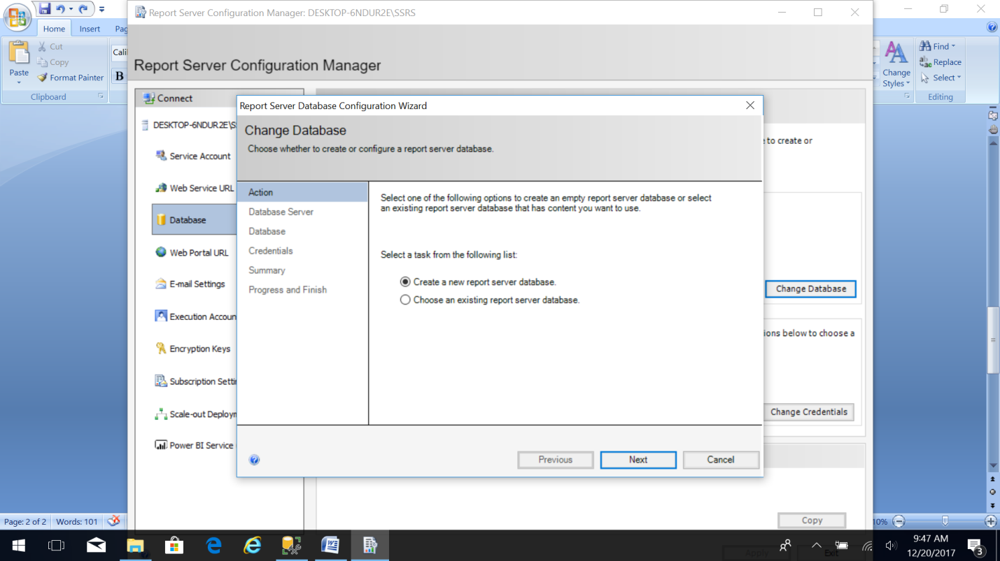 Report Server Configuration Manager: DESKTOP-6NDUR2E\SSRS
Home Insert Pag
Cut
Copy
Format Painter
Paste
Clipboard
Cali
B
Find
Replace
Select
Change
Styles
Editing
Report Server Configuration Manager
Connect
DESKTOP-6NDUR2E\S
Service Account
Web Service URL
Database
Web Portal URL
E-mail Settings
Execution Accoun
Encryption Keys
Subscription Setti
Scale-out Deploy
Power BI Service
Report Server Database Configuration Wizard
Change Database
Choose whether to create or configure a report server database.
Action
Database Server
Database
Credentials
Summary
Progress and Finish
Select one of the following options to create an empty report server database or select
an existing report server database that has content you want to use.
Select a task from the following list:
Create a new report server database.
Choose an existing report server database.
Previous Next Cancel
to create or
Change Database
ions below to choose a
Change Credentials
Copy
Apply Exit
Page: 2 of 2 Words: 101
10%
9:47 AM
12/20/2017
3